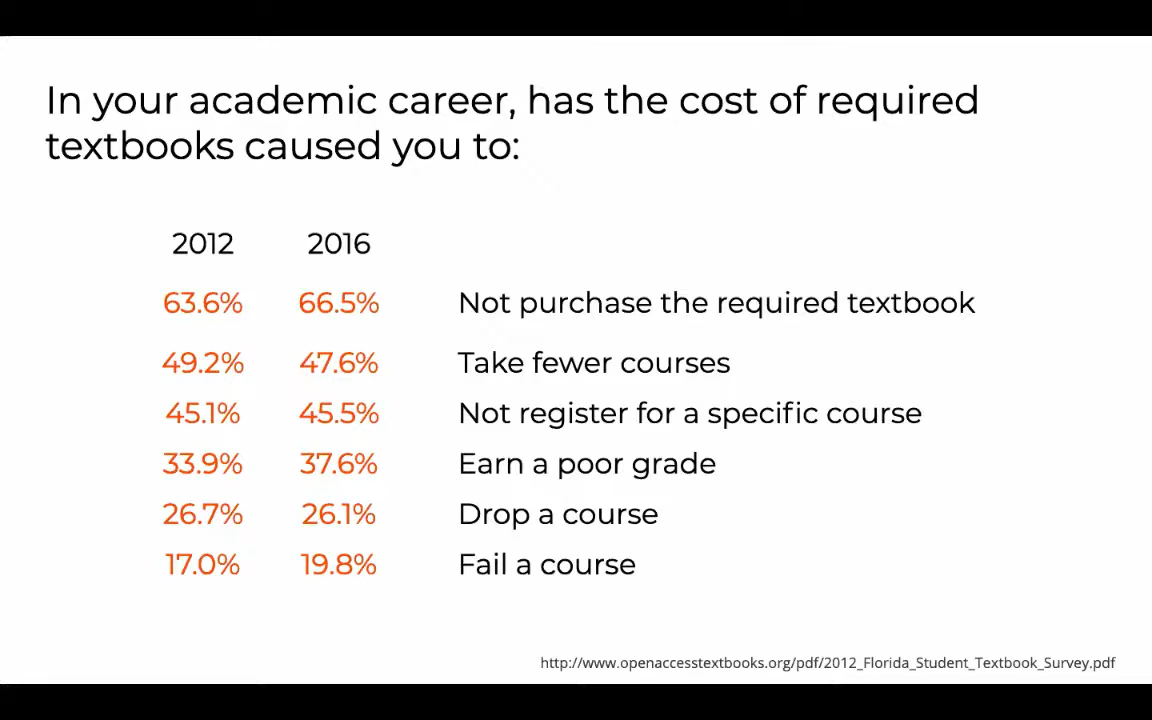 In your academic career, has the cost of required
textbooks caused you to:
2012 2016
63.6% 66.5% Not purchase the required textbook
49.2% 47.6% Take fewer courses
45.1% 45.5% Not register for a specific course
33.9% 37.6% Earn a poor grade
26.7% 26.1% Drop a course
17.0% 19.8% Fail a course
http://www.openaccesstextbooks.org/pdf/2012_Florida_Student_Textbook_Survey.pdf